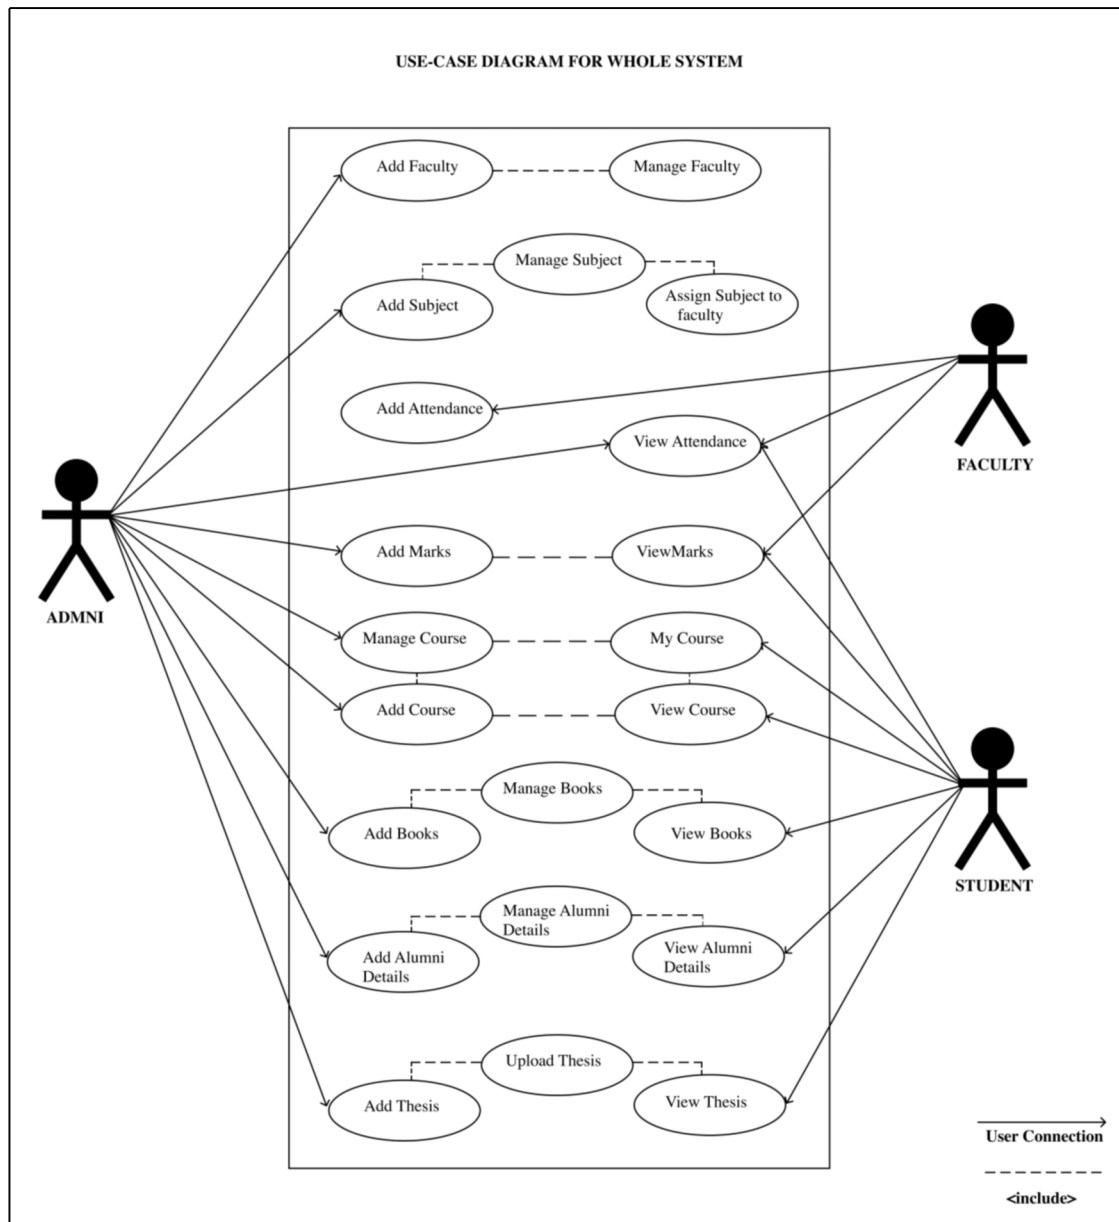 USE-CASE DIAGRAM FOR WHOLE SYSTEM
Add Faculty
Manage Faculty
Manage Subject
Add Subject
Assign Subject to
faculty
Add Attendance
View Attendance
FACULTY
Add Marks
ViewMarks
ADMNI
Manage Course
My Course
Add Course
View Course
Manage Books
Add Books
View Books
STUDENT
Manage Alumni
Details
Add Alumni
Details
View Alumni
Details
Upload Thesis
Add Thesis
View Thesis
User Connection
<include>